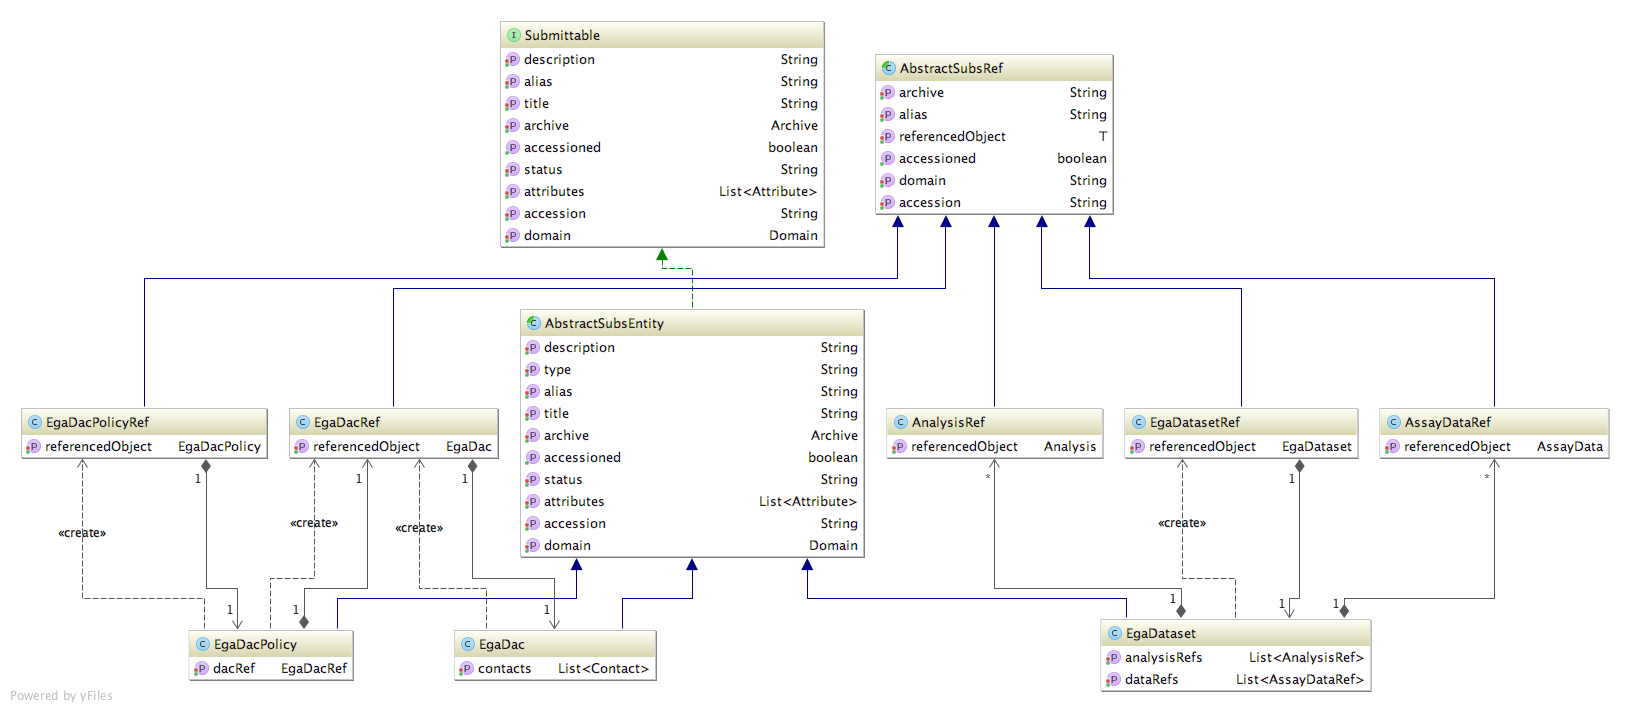 Submittable
description String
alias String
title String
archive Archive
accessioned boolean
status String
attributes List<Attribute>
accession String
domain Domain
AbstractSubsRef
archive String
alias String
referencedObject T
accessioned boolean
domain String
accession String
AbstractSubsEntity
description String
type String
alias String
title String
archive Archive
accessioned boolean
status String
attributes List<Attribute>
accession String
domain Domain
EgaDacPolicyRef
referencedObject EgaDacPolicy
EgaDacRef
referencedObject EgaDac
AnalysisRef
referencedObject Analysis
EgaDatasetRef
referencedObject EgaDataset
AssayDataRef
referencedObject AssayData
1
1
1
*
1
*
«create»
«create»
«create»
«create»
1
1
1
1
1
1
EgaDacPolicy
dacRef EgaDacRef
EgaDac
contacts List<Contact>
EgaDataset
analysisRefs List<AnalysisRef>
dataRefs List<AssayDataRef>
Powered by yFiles